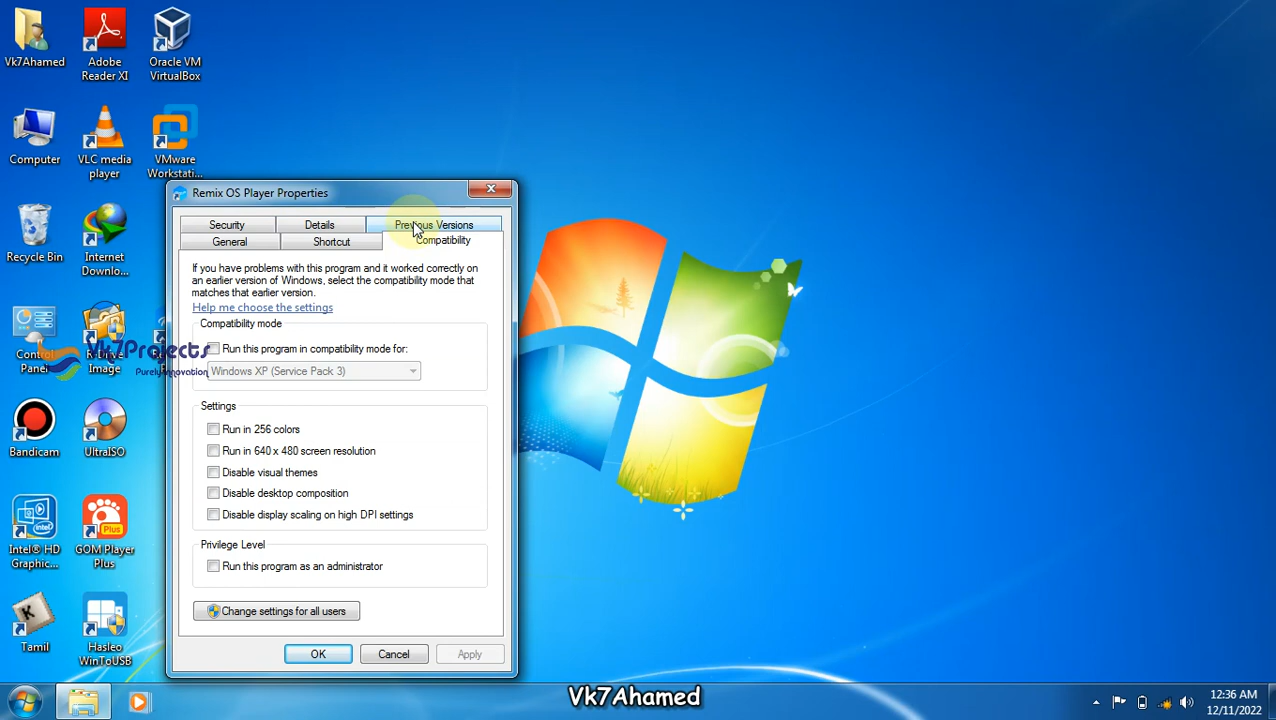 Vk7Ahamed
Adobe
Reader XI
Oracle VM
VirtualBox
Computer
VLC media
player
VMware
Workstati...
Recycle Bin
Internet
Downlo...
Control
Panel
R-Drive
Image
Vk7Projects
Purely Innovation
Bandicam
UltraISO
Intel® HD
Graphic...
GOM Player
Plus
Plus
Tamil
Hasleo
WinToUSB
Remix OS Player Properties
Security
Details
Previous Versions
General
Shortcut
Compatibility
If you have problems with this program and it worked correctly on
an earlier version of Windows, select the compatibility mode that
matches that earlier version.
Help me choose the settings
Compatibility mode
Run this program in compatibility mode for:
Windows XP (Service Pack 3)
Settings
Run in 256 colors
Run in 640 x 480 screen resolution
Disable visual themes
Disable desktop composition
Disable display scaling on high DPI settings
Privilege Level
Run this program as an administrator
Change settings for all users
OK
Cancel
Apply
Vk7Ahamed
12:36 AM
12/11/2022